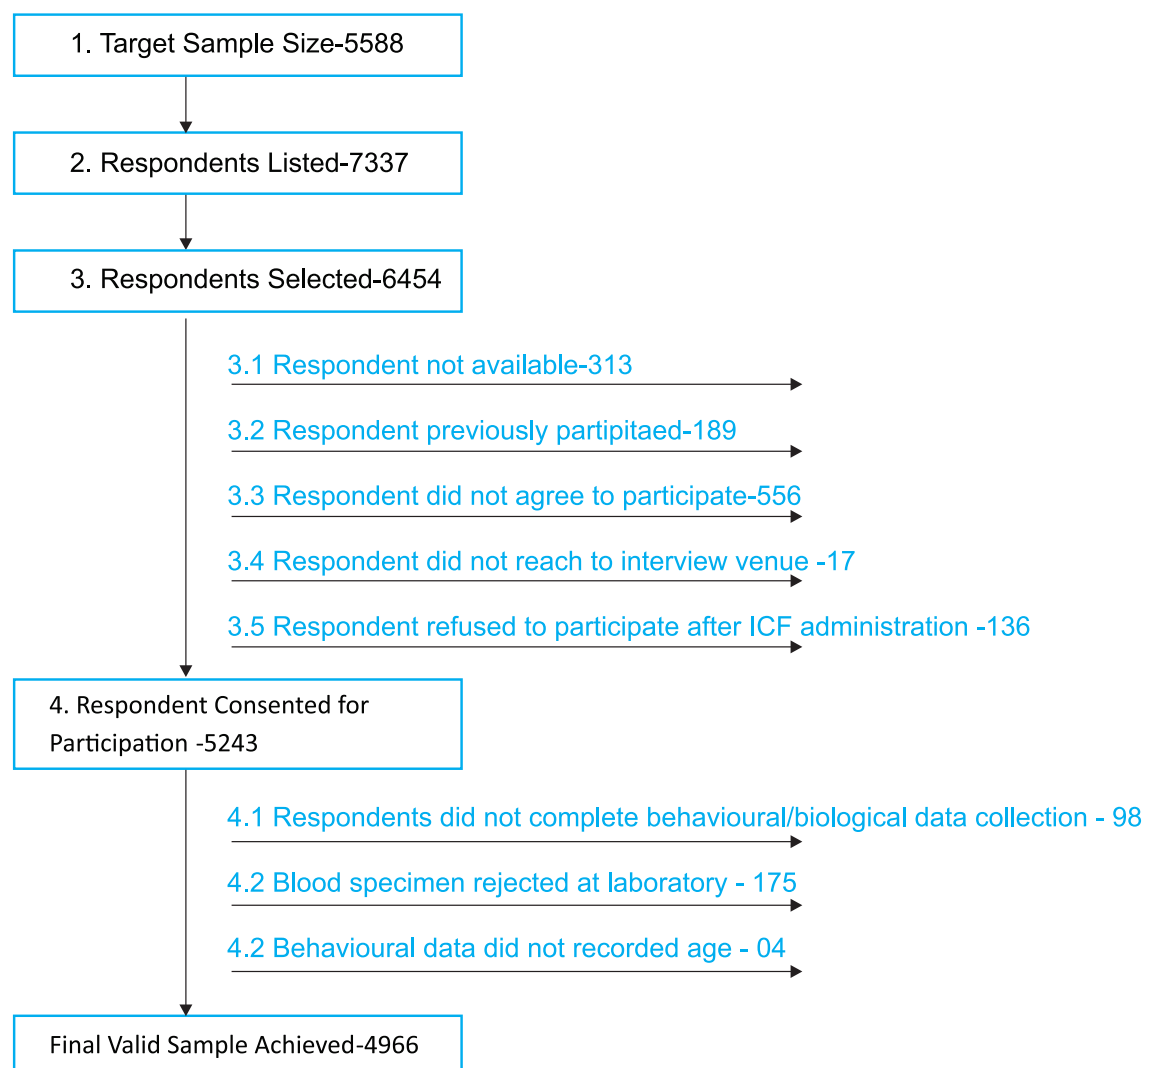 1. Target Sample Size-5588
2. Respondents Listed-7337
3. Respondents Selected-6454
3.1 Respondent not available-313
3.2 Respondent previously partipitaed-189
3.3 Respondent did not agree to participate-556
3.4 Respondent did not reach to interview venue -17
3.5 Respondent refused to participate after ICF administration -136
4. Respondent Consented for
Participation -5243
4.1 Respondents did not complete behavioural/biological data collection - 98
4.2 Blood specimen rejected at laboratory - 175
4.2 Behavioural data did not recorded age - 04
Final Valid Sample Achieved-4966